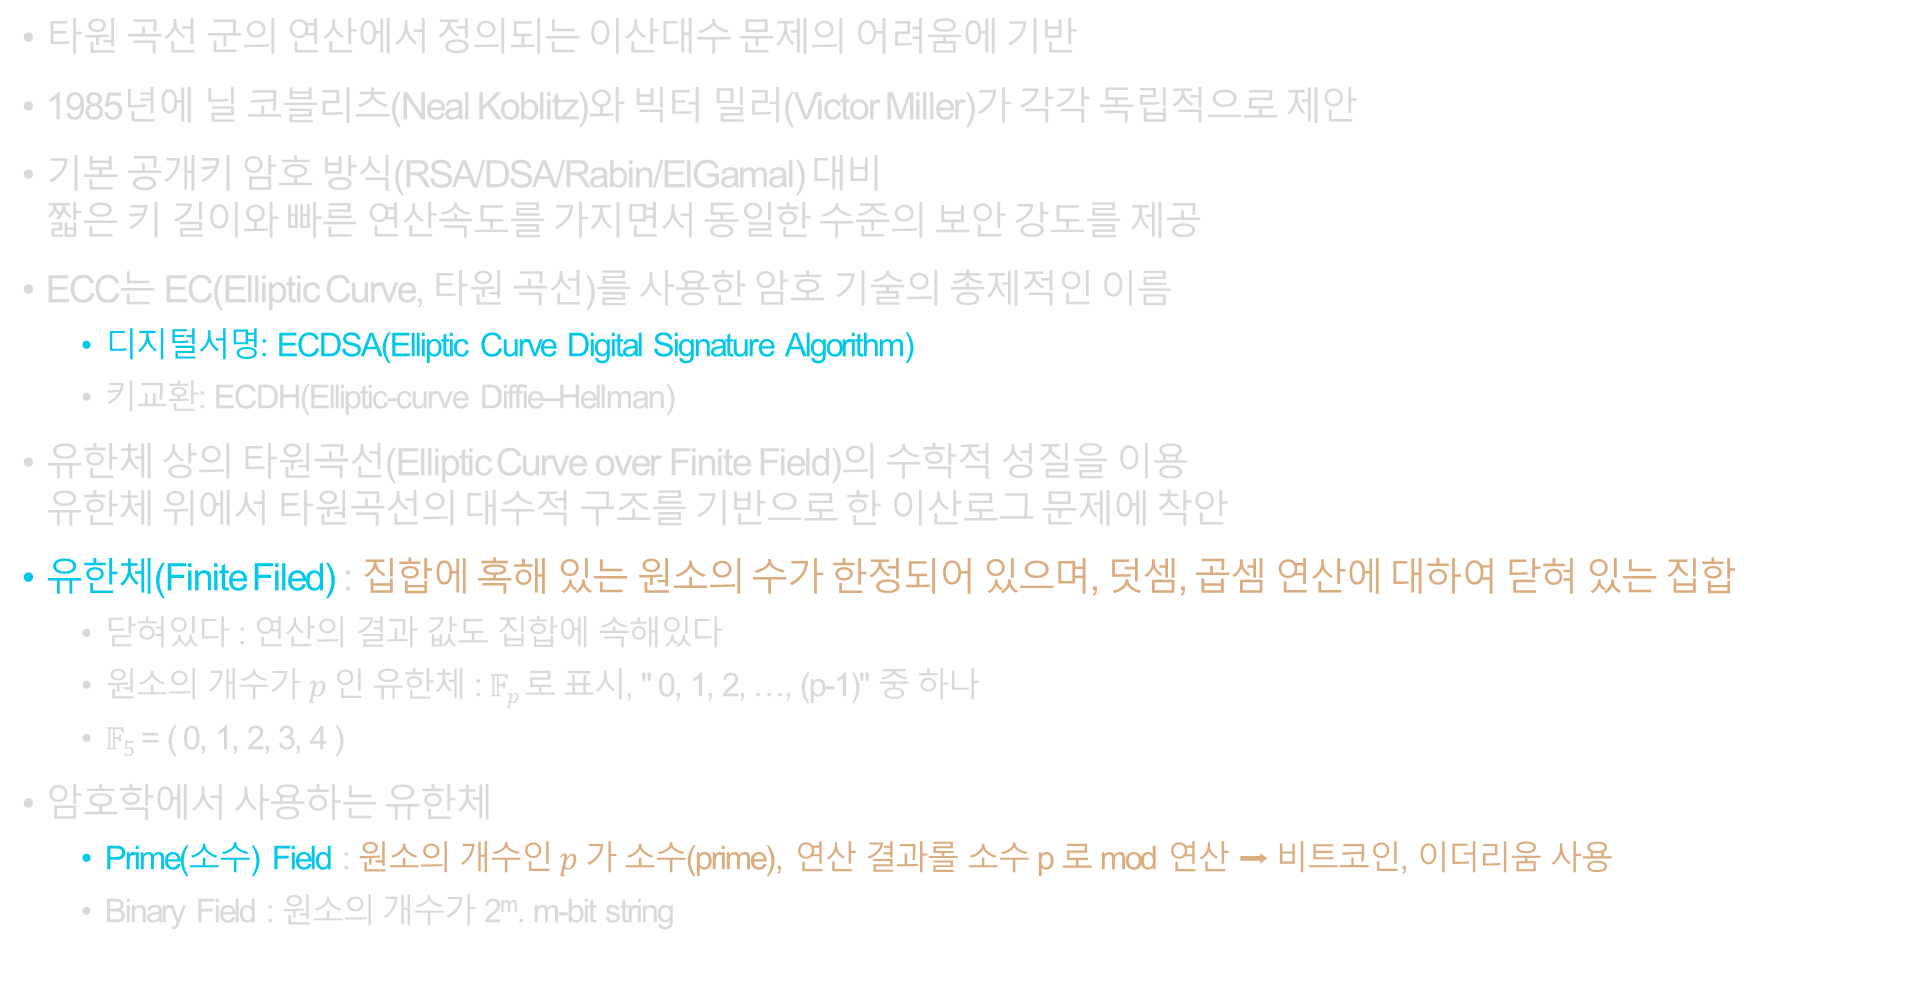 • 타원 곡선 군의 연산에서 정의되는 이산대수 문제의 어려움에 기반
• 1985년에 닐 코블리츠(Neal Koblitz)와 빅터 밀러(Victor Miller)가 각각 독립적으로 제안
• 기본 공개키 암호 방식(RSA/DSA/Rabin/ElGamal) 대비
짧은 키 길이와 빠른 연산속도를 가지면서 동일한 수준의 보안 강도를 제공
• ECC는 EC(Elliptic Curve, 타원 곡선)를 사용한 암호 기술의 총제적인 이름
• 디지털서명: ECDSA(Elliptic Curve Digital Signature Algorithm)
• 키교환: ECDH(Elliptic-curve Diffie–Hellman)
• 유한체 상의 타원곡선(Elliptic Curve over Finite Field)의 수학적 성질을 이용
유한체 위에서 타원곡선의 대수적 구조를 기반으로 한 이산로그 문제에 착안
• 유한체(Finite Filed) : 집합에 혹해 있는 원소의 수가 한정되어 있으며, 덧셈, 곱셈 연산에 대하여 닫혀 있는 집합
• 닫혀있다 : 연산의 결과 값도 집합에 속해있다
• 원소의 개수가 𝑝 인 유한체 : 𝔽ₚ 로 표시, " 0, 1, 2, …, (p-1)" 중 하나
• 𝔽₅ = ( 0, 1, 2, 3, 4 )
• 암호학에서 사용하는 유한체
• Prime(소수) Field : 원소의 개수인 𝑝 가 소수(prime), 연산 결과롤 소수 p 로 mod 연산 ➡ 비트코인, 이더리움 사용
• Binary Field : 원소의 개수가 2ᵐ. m-bit string